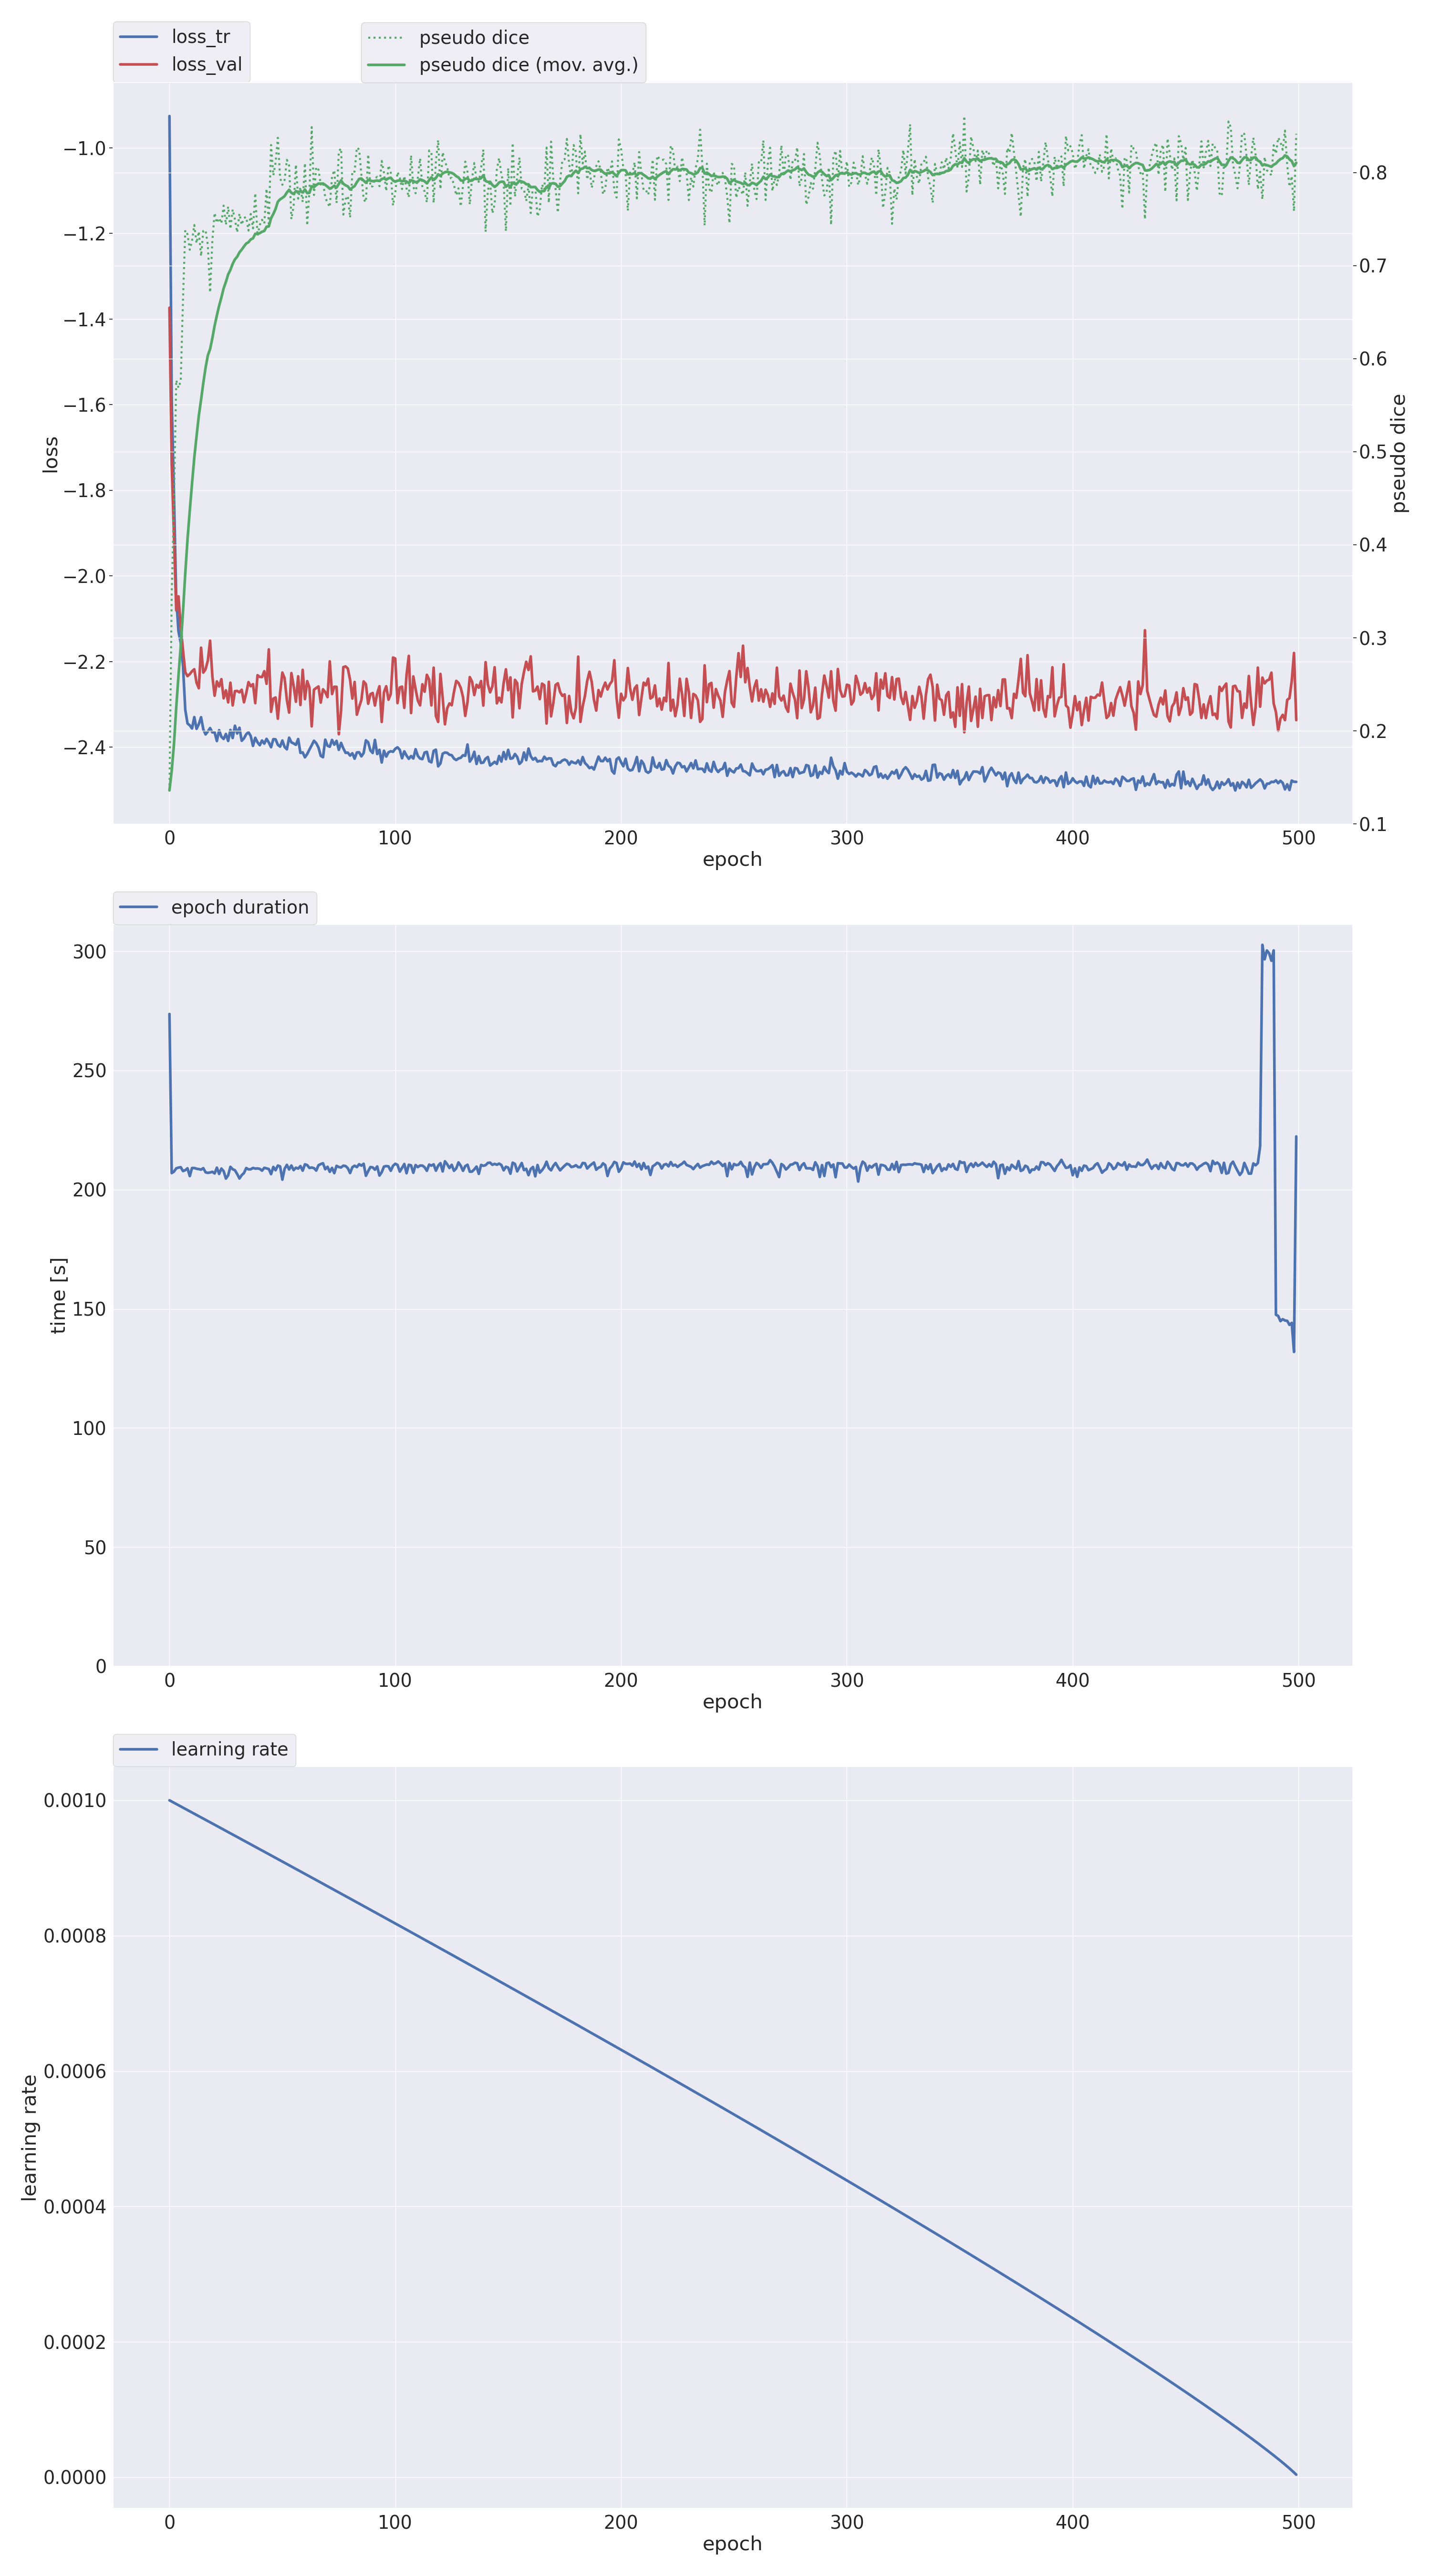 loss_tr
loss_val
pseudo dice
pseudo dice (mov. avg.)
−1.0
−1.2
−1.4
−1.6
−1.8
−2.0
−2.2
−2.4
loss
0.8
0.7
0.6
0.5
0.4
0.3
0.2
0.1
pseudo dice
0 100 200 300 400 500
epoch
epoch duration
300
250
200
150
100
50
0
time [s]
0 100 200 300 400 500
epoch
learning rate
0.0010
0.0008
0.0006
0.0004
0.0002
0.0000
learning rate
0 100 200 300 400 500
epoch